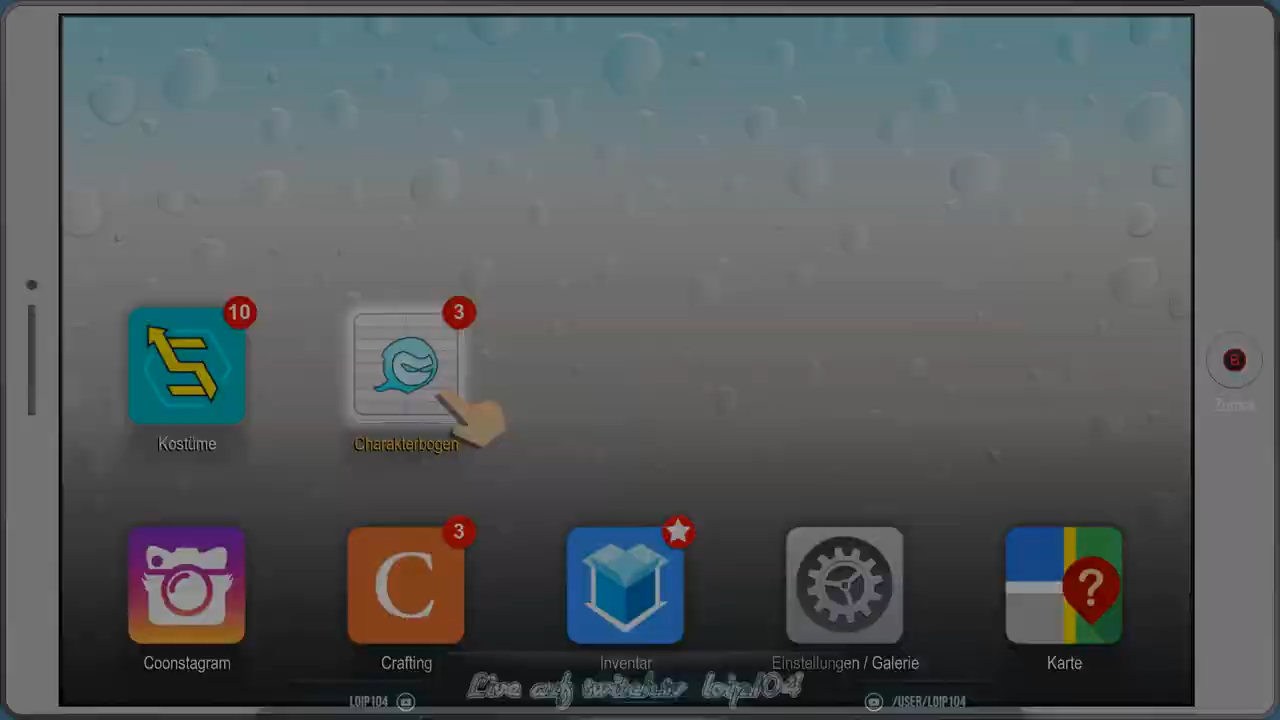 10
3
Kostüme
Charakterbogen
B
Zurück
3
C
?
Coonstagram
Crafting
Inventar
Einstellungen / Galerie
Karte
Live auf twitch.tv loip104
LOIP104
/USER/LOIP104